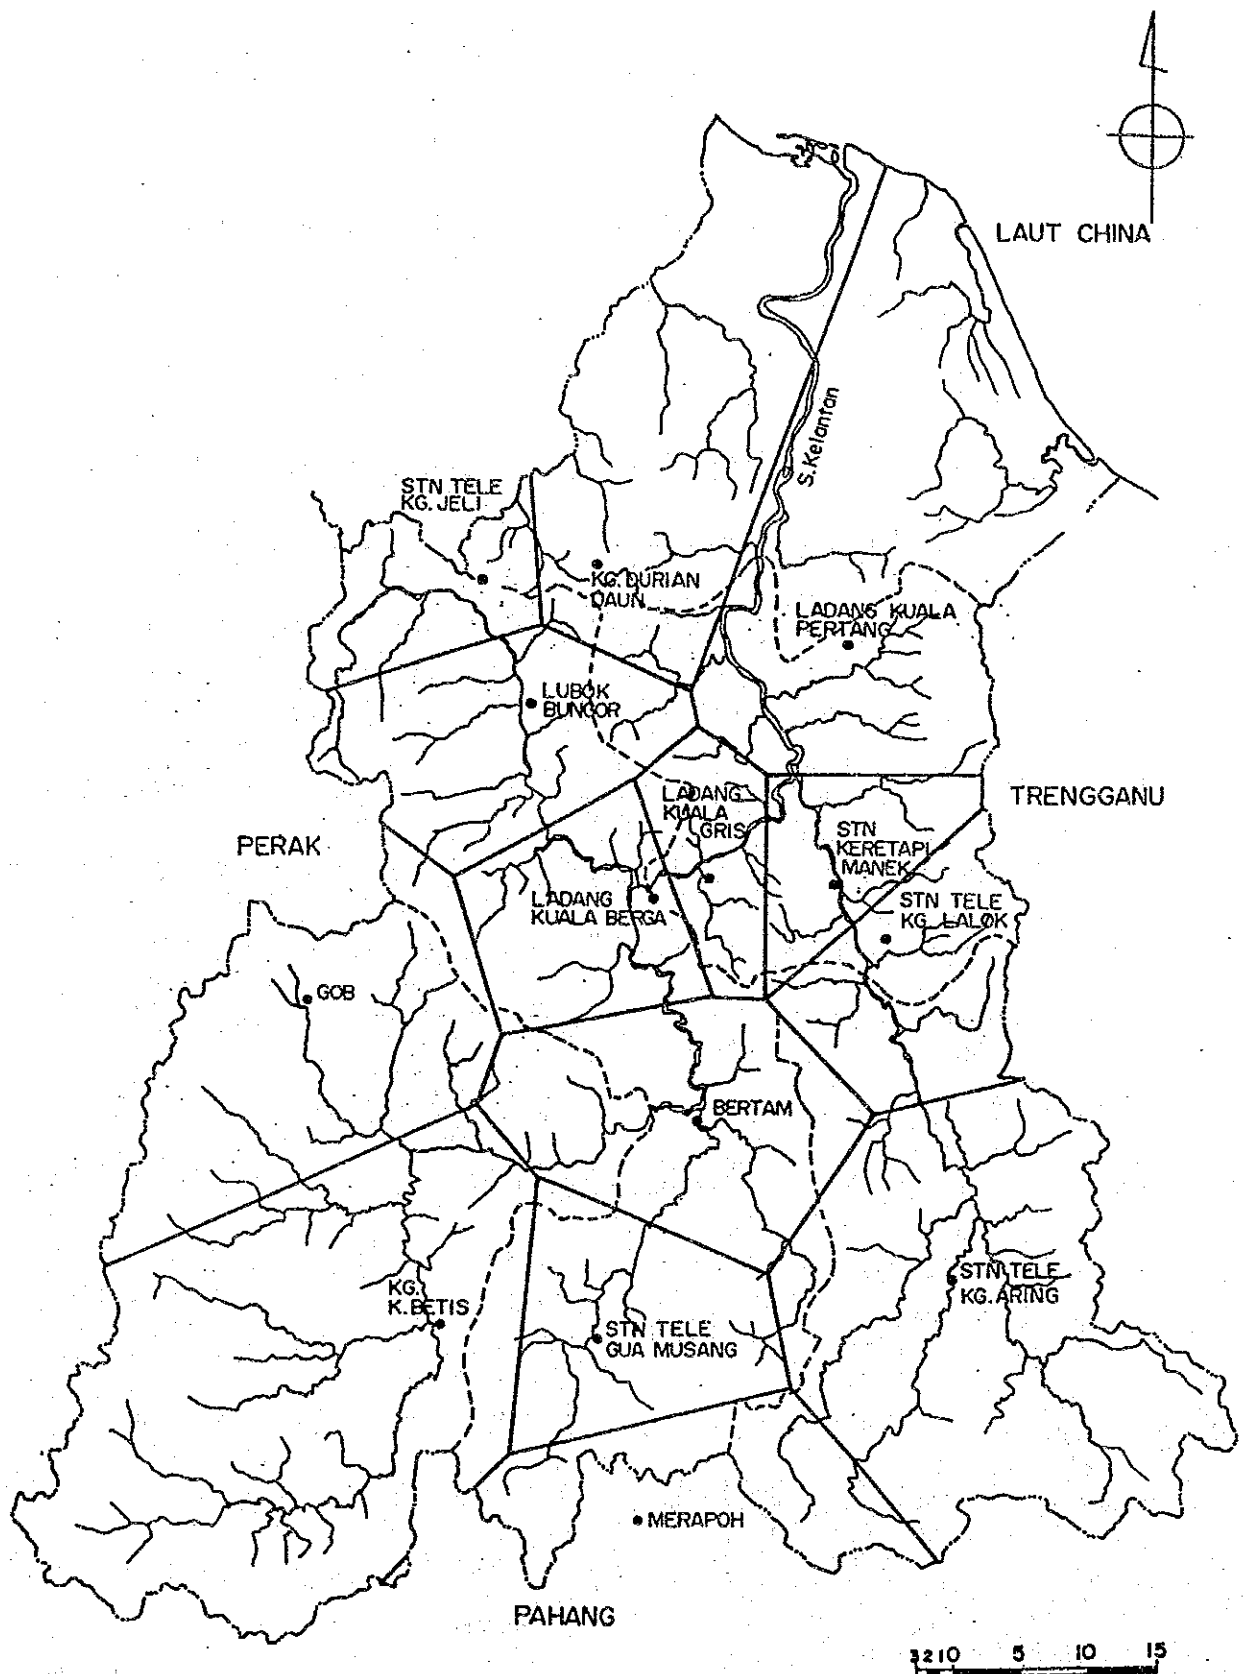 LAUT CHINA
S.Kelantan
STN TELE
KG. JELI
KG. DURIAN
DAUN
LADANG KUALA
PERTANG
LUBOK
BUNGOR
TRENGGANU
LADANG
KUALA
GRIS
PERAK
STN
KERETAPI
MANEK
LADANG
KUALA BERGA
STN TELE
KG. LALOK
GOB
BERTAM
STN TELE
KG. ARING
KG.
K.BETIS
STN TELE
GUA MUSANG
MERAPOH
PAHANG
3210 5 10 15